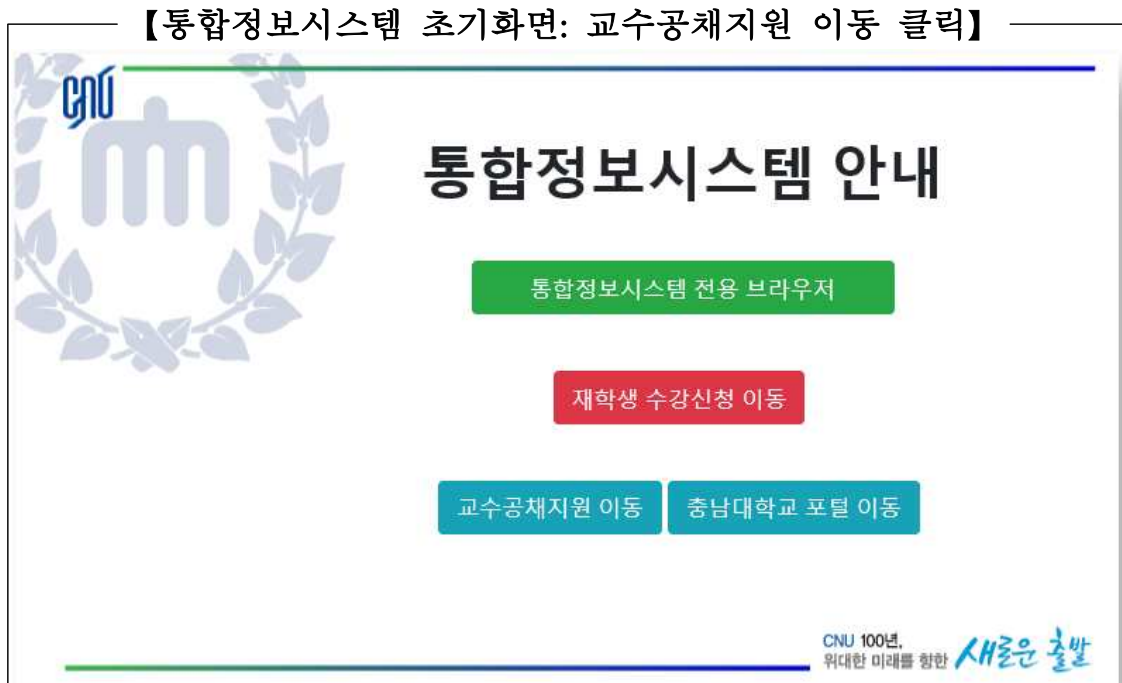 【통합정보시스템 초기화면: 교수공채지원 이동 클릭】
CNU
통합정보시스템 안내
통합정보시스템 전용 브라우저
재학생 수강신청 이동
교수공채지원 이동 충남대학교 포털 이동
CNU 100년,
위대한 미래를 향한 새로운 출발